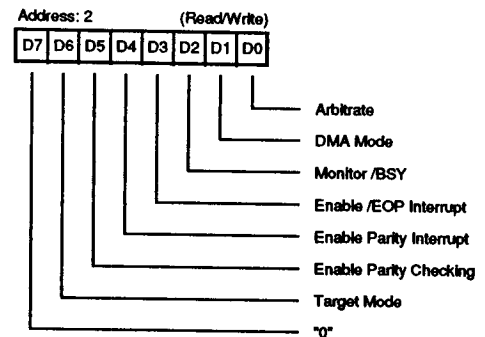 Address: 2 (Read/Write)
D7 D6 D5 D4 D3 D2 D1 D0
Arbitrate
DMA Mode
Monitor /BSY
Enable /EOP Interrupt
Enable Parity Interrupt
Enable Parity Checking
Target Mode
"0"